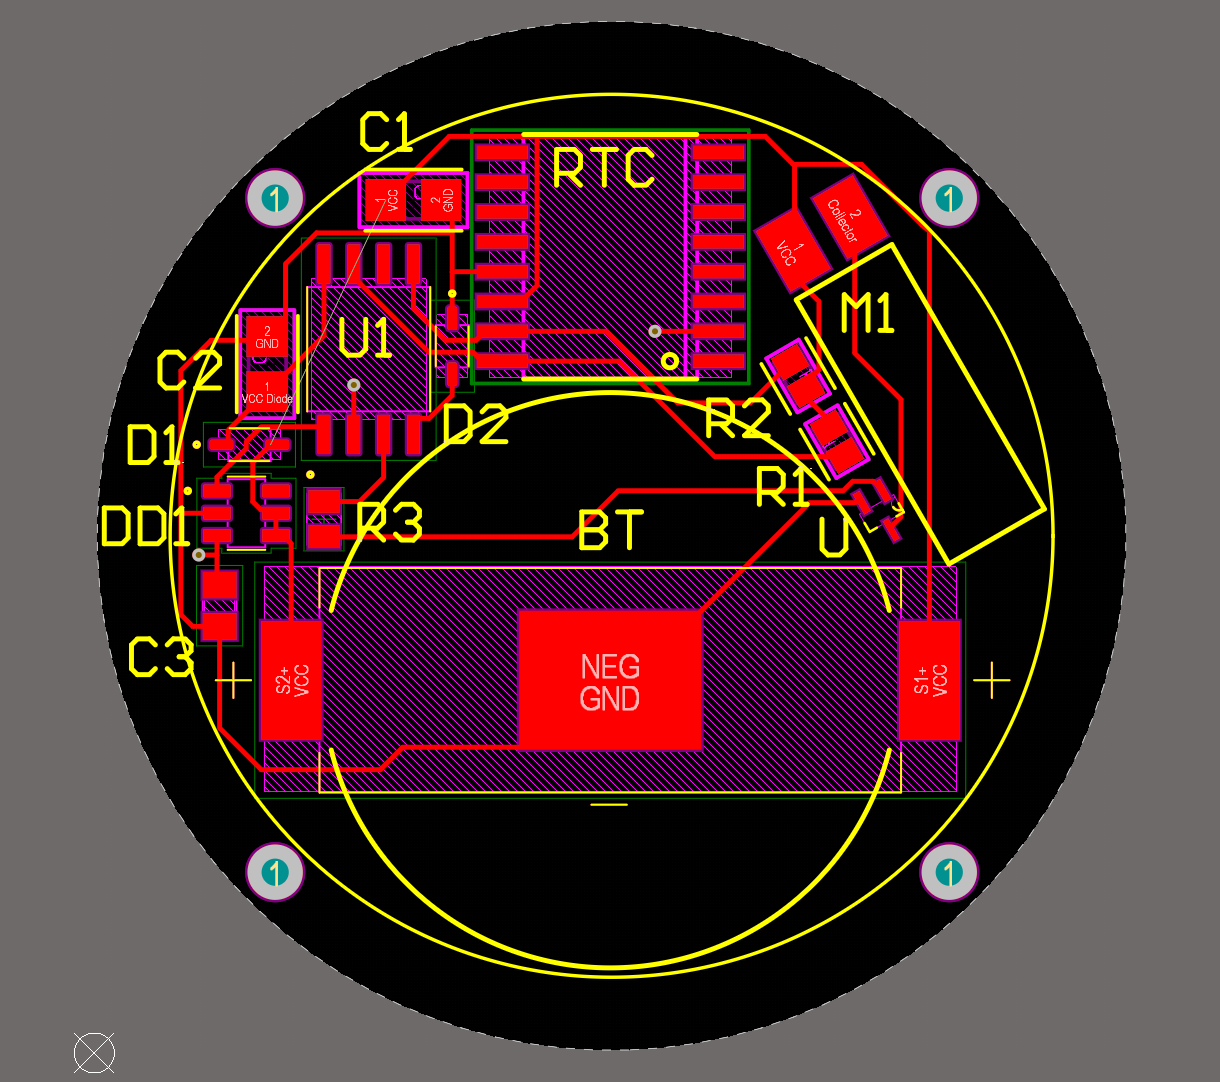 C1
RTC
1
VCC
2
GND
1
1
2
Collector
1
VCC
M1
U1
2
GND
C2
1
VCC Diode
D1
D2
R2
R1
DD1
R3
BT
U
C3
S2+
VCC
NEG
GND
S1+
VCC
1
1